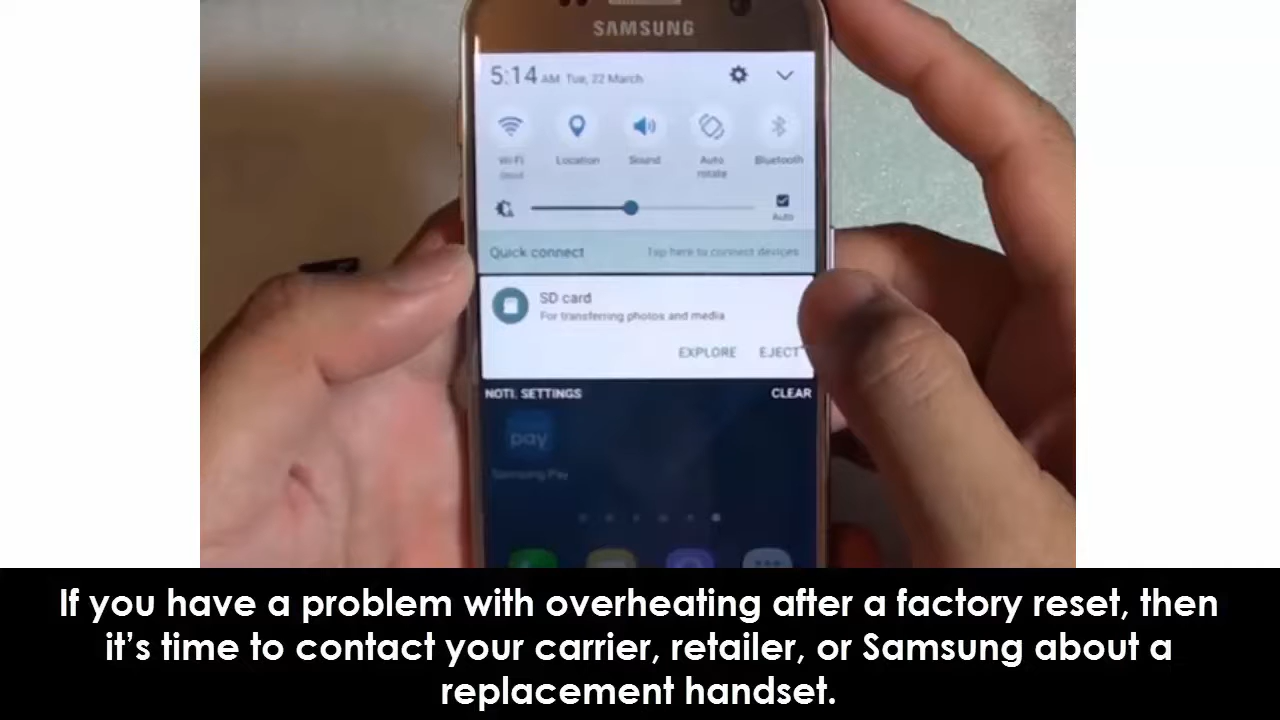 SAMSUNG
5:14 AM Tue, 22 March
Wi-Fi Location Sound Auto rotate Bluetooth
Auto
Quick connect Tap here to connect devices
SD card
For transferring photos and media
EXPLORE EJECT
NOTI. SETTINGS CLEAR
pay
Samsung Pay
If you have a problem with overheating after a factory reset, then
it's time to contact your carrier, retailer, or Samsung about a
replacement handset.